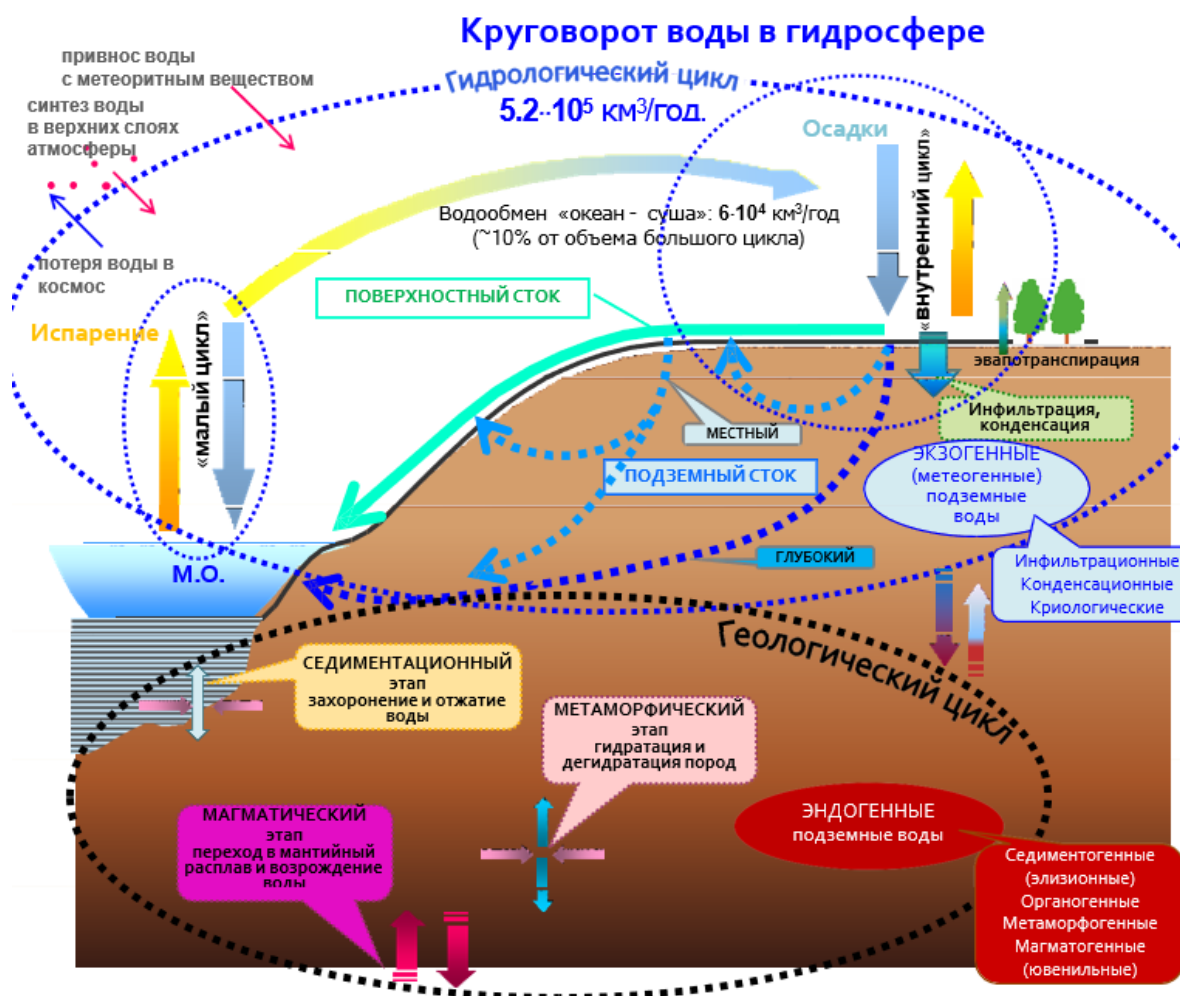 Круговорот воды в гидросфере
Гидрологический цикл
5.2··10⁵ км³/год.
привнос воды
с метеоритным веществом
синтез воды
в верхних слоях
атмосферы
потеря воды в
космос
Осадки
«внутренний цикл»
Водообмен «океан - суша»: 6·10⁴ км³/год
(~10% от объема большого цикла)
ПОВЕРХНОСТНЫЙ СТОК
Испарение
«малый цикл»
эвапотранспирация
Инфильтрация,
конденсация
МЕСТНЫЙ
ПОДЗЕМНЫЙ СТОК
ЭКЗОГЕННЫЕ
(метеогенные)
подземные
воды
ГЛУБОКИЙ
Инфильтрационные
Конденсационные
Криологические
М.О.
Геологический цикл
СЕДИМЕНТАЦИОННЫЙ
этап
захоронение и отжатие
воды
МЕТАМОРФИЧЕСКИЙ
этап
гидратация и
дегидратация пород
МАГМАТИЧЕСКИЙ
этап
переход в мантийный
расплав и возрождение
воды
ЭНДОГЕННЫЕ
подземные воды
Седиментогенные
(элизионные)
Органогенные
Метаморфогенные
Магматогенные
(ювенильные)